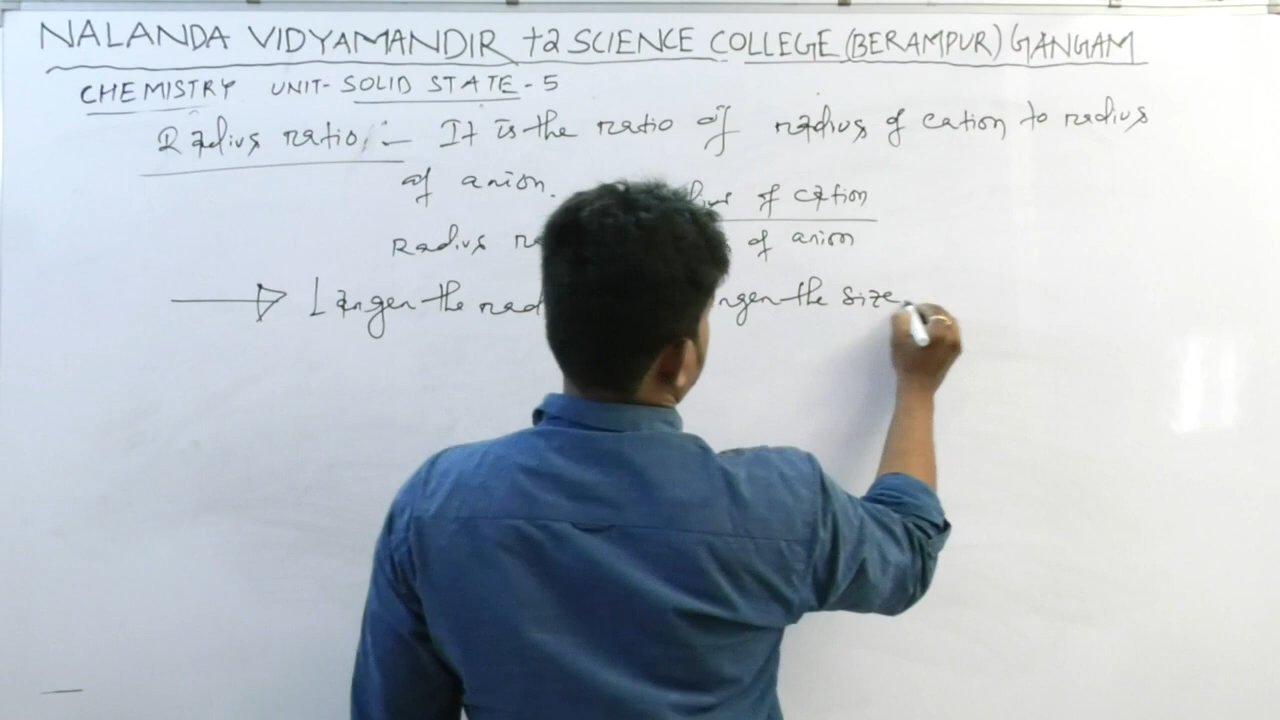 NALANDA VIDYAMANDIR +2 SCIENCE COLLEGE (BERAMPUR) GANGAM
CHEMISTRY UNIT- SOLID STATE - 5
Radius ratio :- It is the ratio of radius of cation to radius
of anion.
of cation
Radius of anion
Larger the the size